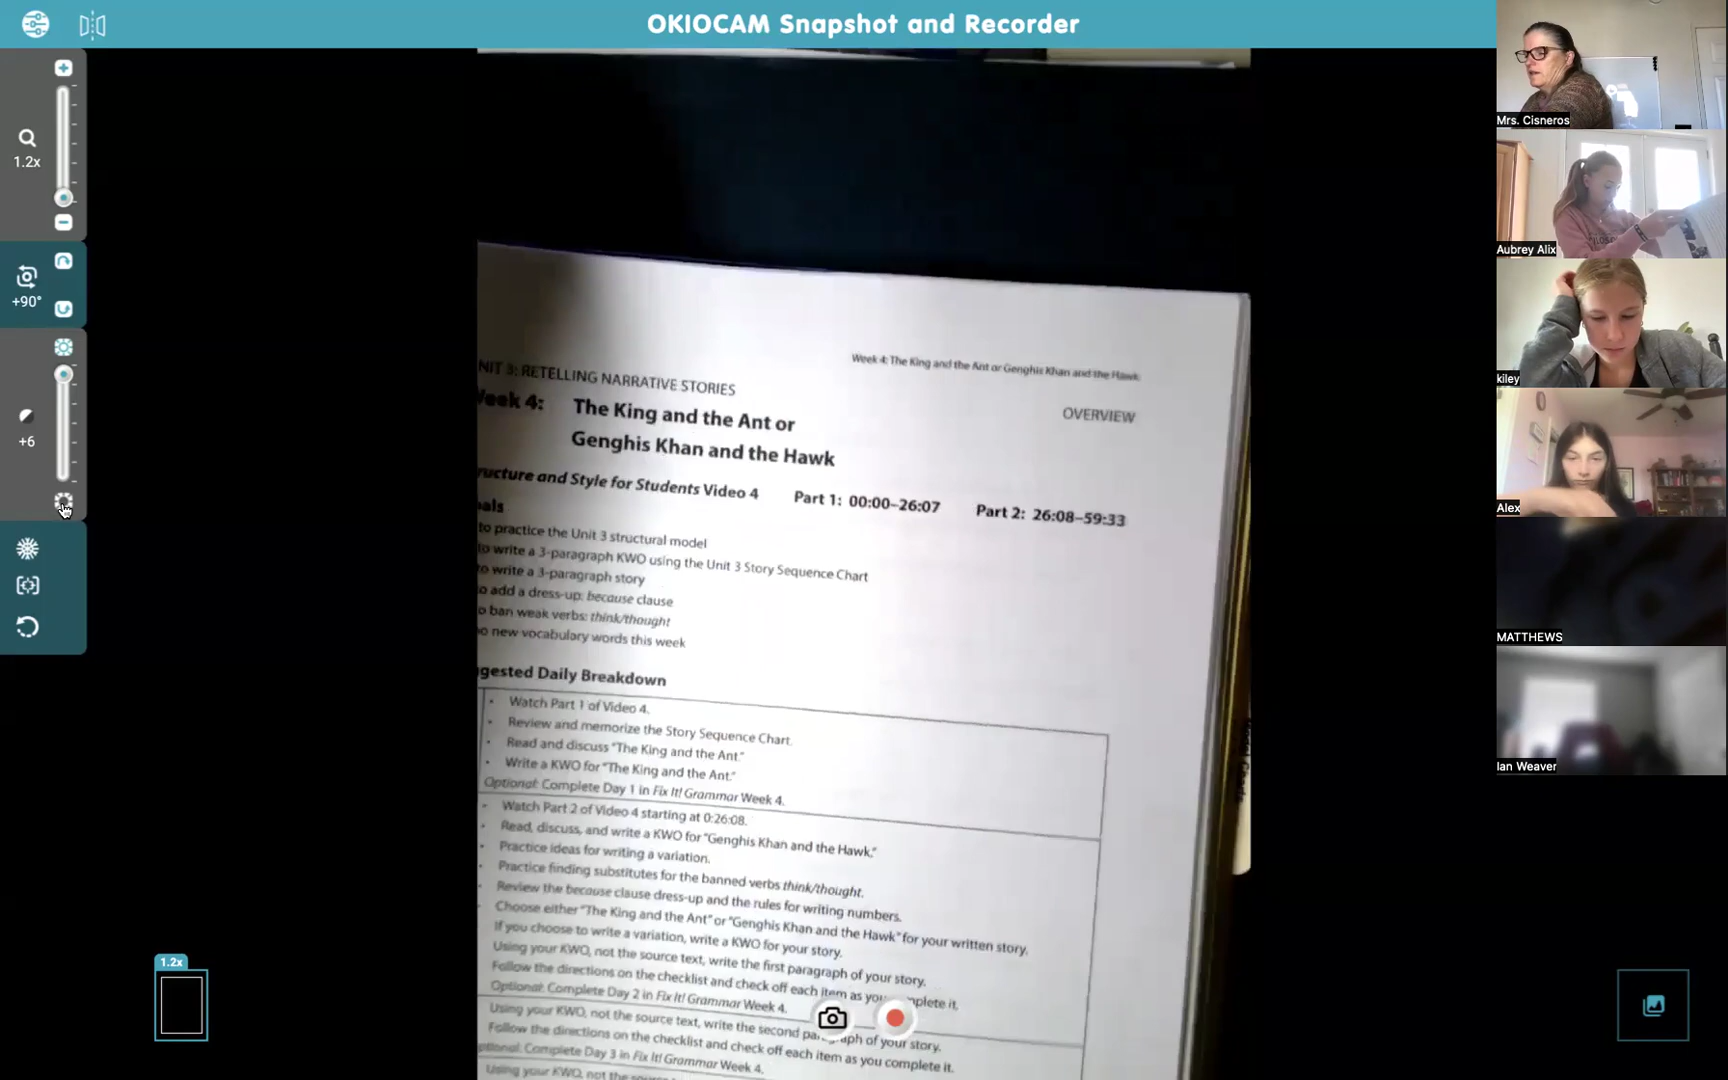 OKIOCAM Snapshot and Recorder
1.2x
+90°
+6
1.2x
Week 4: The King and the Ant or Genghis Khan and the Hawk
NIT 3: RETELLING NARRATIVE STORIES
OVERVIEW
Week 4: The King and the Ant or
Genghis Khan and the Hawk
ructure and Style for Students Video 4 Part 1: 00:00–26:07 Part 2: 26:08–59:33
oals
to practice the Unit 3 structural model
to write a 3-paragraph KWO using the Unit 3 Story Sequence Chart
to write a 3-paragraph story
o add a dress-up: because clause
o ban weak verbs: think/thought
o new vocabulary words this week
gested Daily Breakdown
• Watch Part 1 of Video 4.
• Review and memorize the Story Sequence Chart.
• Read and discuss "The King and the Ant."
• Write a KWO for "The King and the Ant."
Optional: Complete Day 1 in Fix It! Grammar Week 4.
• Watch Part 2 of Video 4 starting at 0:26:08.
• Read, discuss, and write a KWO for "Genghis Khan and the Hawk."
• Practice ideas for writing a variation.
• Practice finding substitutes for the banned verbs think/thought.
• Review the because clause dress-up and the rules for writing numbers.
Choose either "The King and the Ant" or "Genghis Khan and the Hawk" for your written story.
If you choose to write a variation, write a KWO for your story.
Using your KWO, not the source text, write the first paragraph of your story.
Follow the directions on the checklist and check off each item as you complete it.
Optional: Complete Day 2 in Fix It! Grammar Week 4.
Using your KWO, not the source text, write the second paragraph of your story.
Follow the directions on the checklist and check off each item as you complete it.
ptional: Complete Day 3 in Fix It! Grammar Week 4.
Using your KWO, not the
Mrs. Cisneros
Aubrey Alix
kiley
Alex
MATTHEWS
Ian Weaver